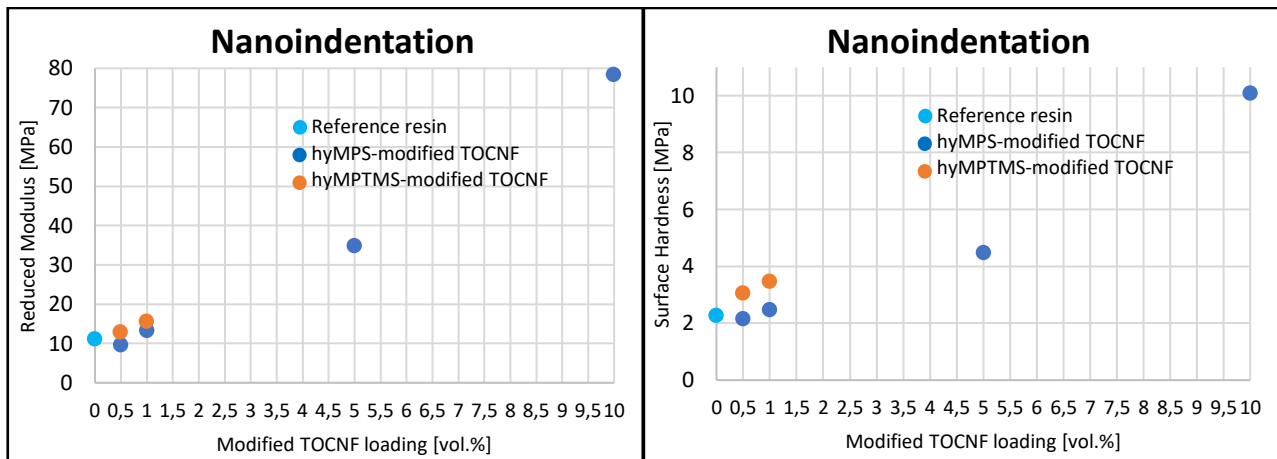 Nanoindentation
Reduced Modulus [MPa]
80
70
60
50
40
30
20
10
0
Reference resin
hyMPS-modified TOCNF
hyMPTMS-modified TOCNF
0 0,5 1 1,5 2 2,5 3 3,5 4 4,5 5 5,5 6 6,5 7 7,5 8 8,5 9 9,5 10
Modified TOCNF loading [vol.%]
Nanoindentation
Surface Hardness [MPa]
10
8
6
4
2
0
Reference resin
hyMPS-modified TOCNF
hyMPTMS-modified TOCNF
0 0,5 1 1,5 2 2,5 3 3,5 4 4,5 5 5,5 6 6,5 7 7,5 8 8,5 9 9,5 10
Modified TOCNF loading [vol.%]